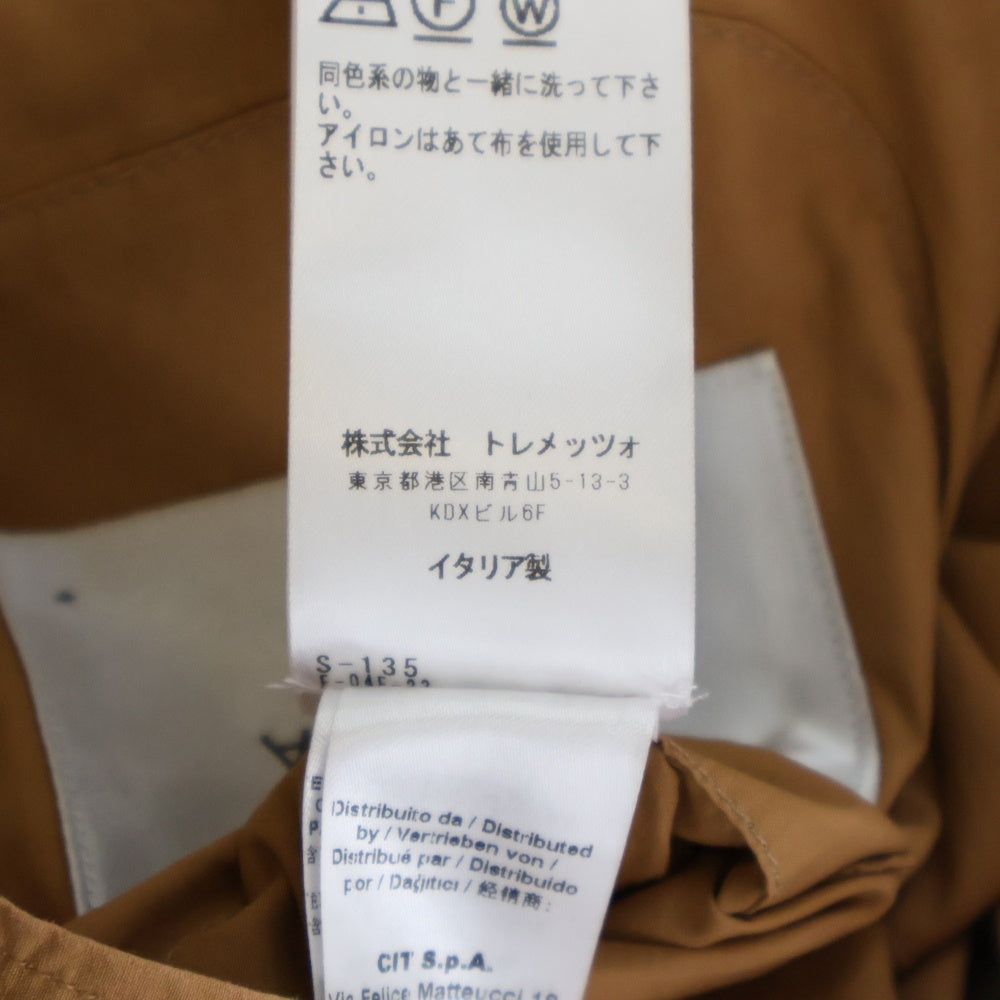 F W
同色系の物と一緒に洗って下さ
い。
アイロンはあて布を使用して下
さい。
株式会社　トレメッツォ
東京都港区南青山5-13-3
KDXビル6F
イタリア製
S-135
Distribuito da / Distributed
by / Vertrieben von /
Distribué par / Distribuido
por / Dağıtıcı / 经销商:
CIT S.p.A.
Via Felice Matteucci